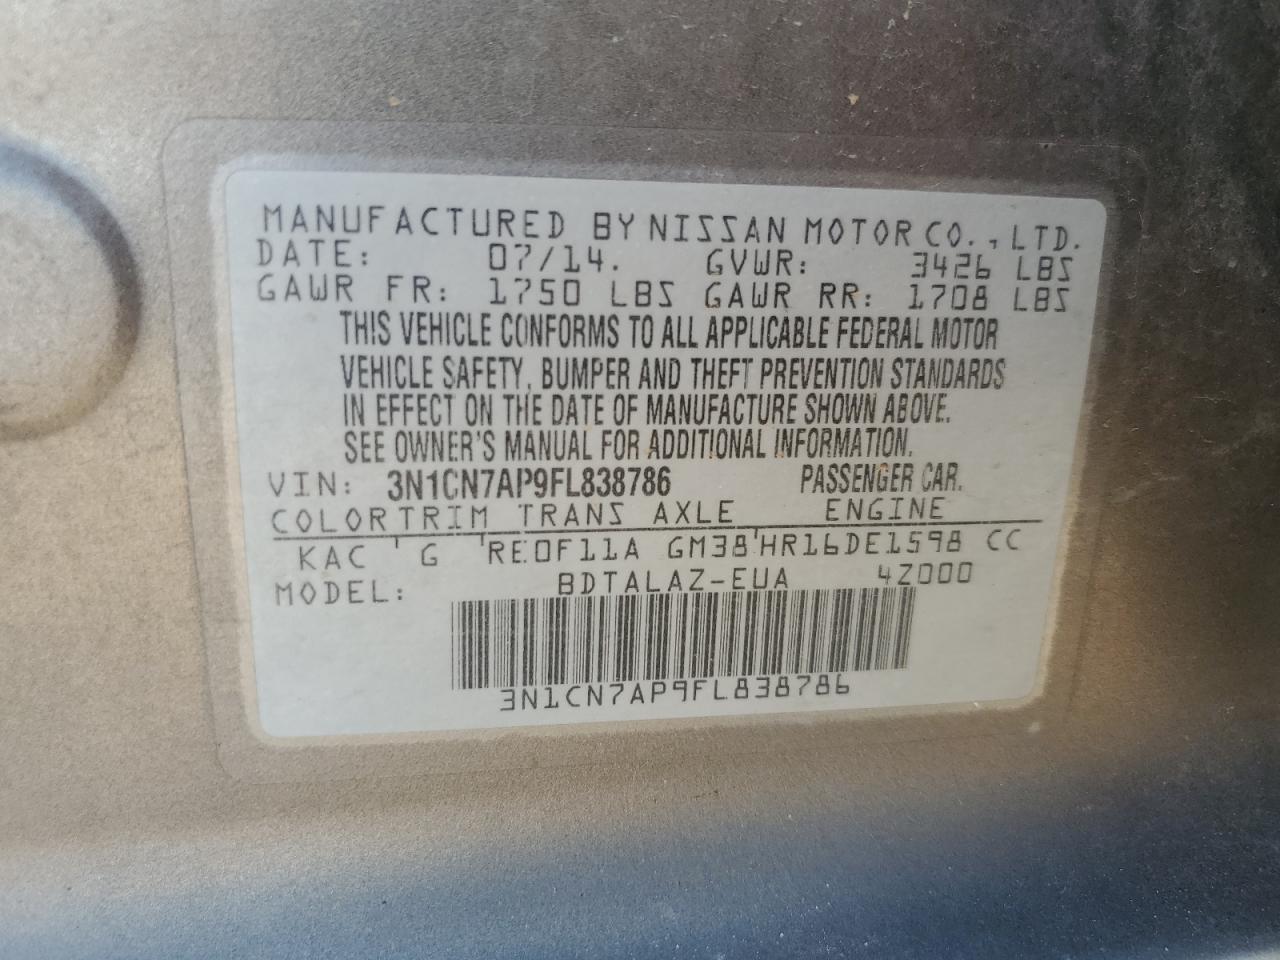 MANUFACTURED BY NISSAN MOTOR CO., LTD.
DATE: 07/14. GVWR: 3426 LBS
GAWR FR: 1750 LBS GAWR RR: 1708 LBS
THIS VEHICLE CONFORMS TO ALL APPLICABLE FEDERAL MOTOR
VEHICLE SAFETY, BUMPER AND THEFT PREVENTION STANDARDS
IN EFFECT ON THE DATE OF MANUFACTURE SHOWN ABOVE.
SEE OWNER'S MANUAL FOR ADDITIONAL INFORMATION.
VIN: 3N1CN7AP9FL838786 PASSENGER CAR.
COLOR TRIM TRANS AXLE ENGINE
KAC ' G ' RE0F11A GM38 ' HR16DE1598 CC
MODEL: BDTALAZ-EUA 4Z000
3N1CN7AP9FL838786